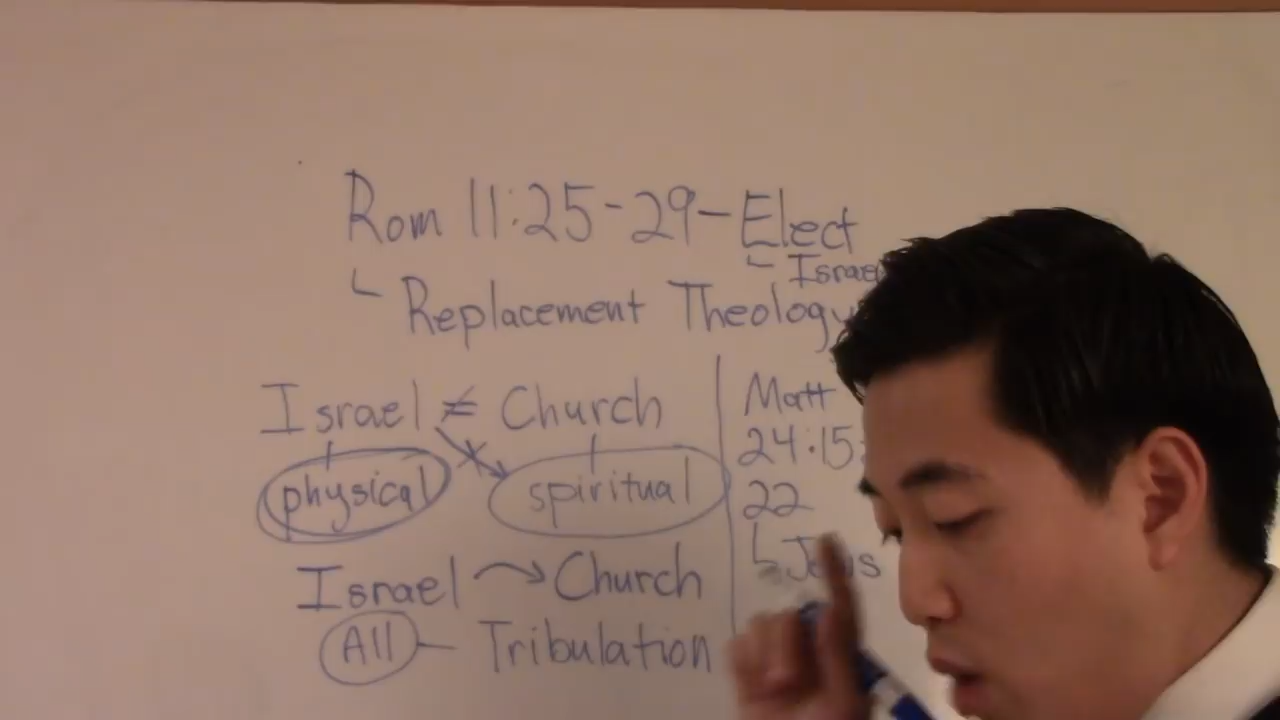 Rom 11:25-29-Elect
└ Israel
└ Replacement Theology
Israel ≠ Church
physical
spiritual
Israel → Church
All - Tribulation
Matt
24:15
22
└ Jews